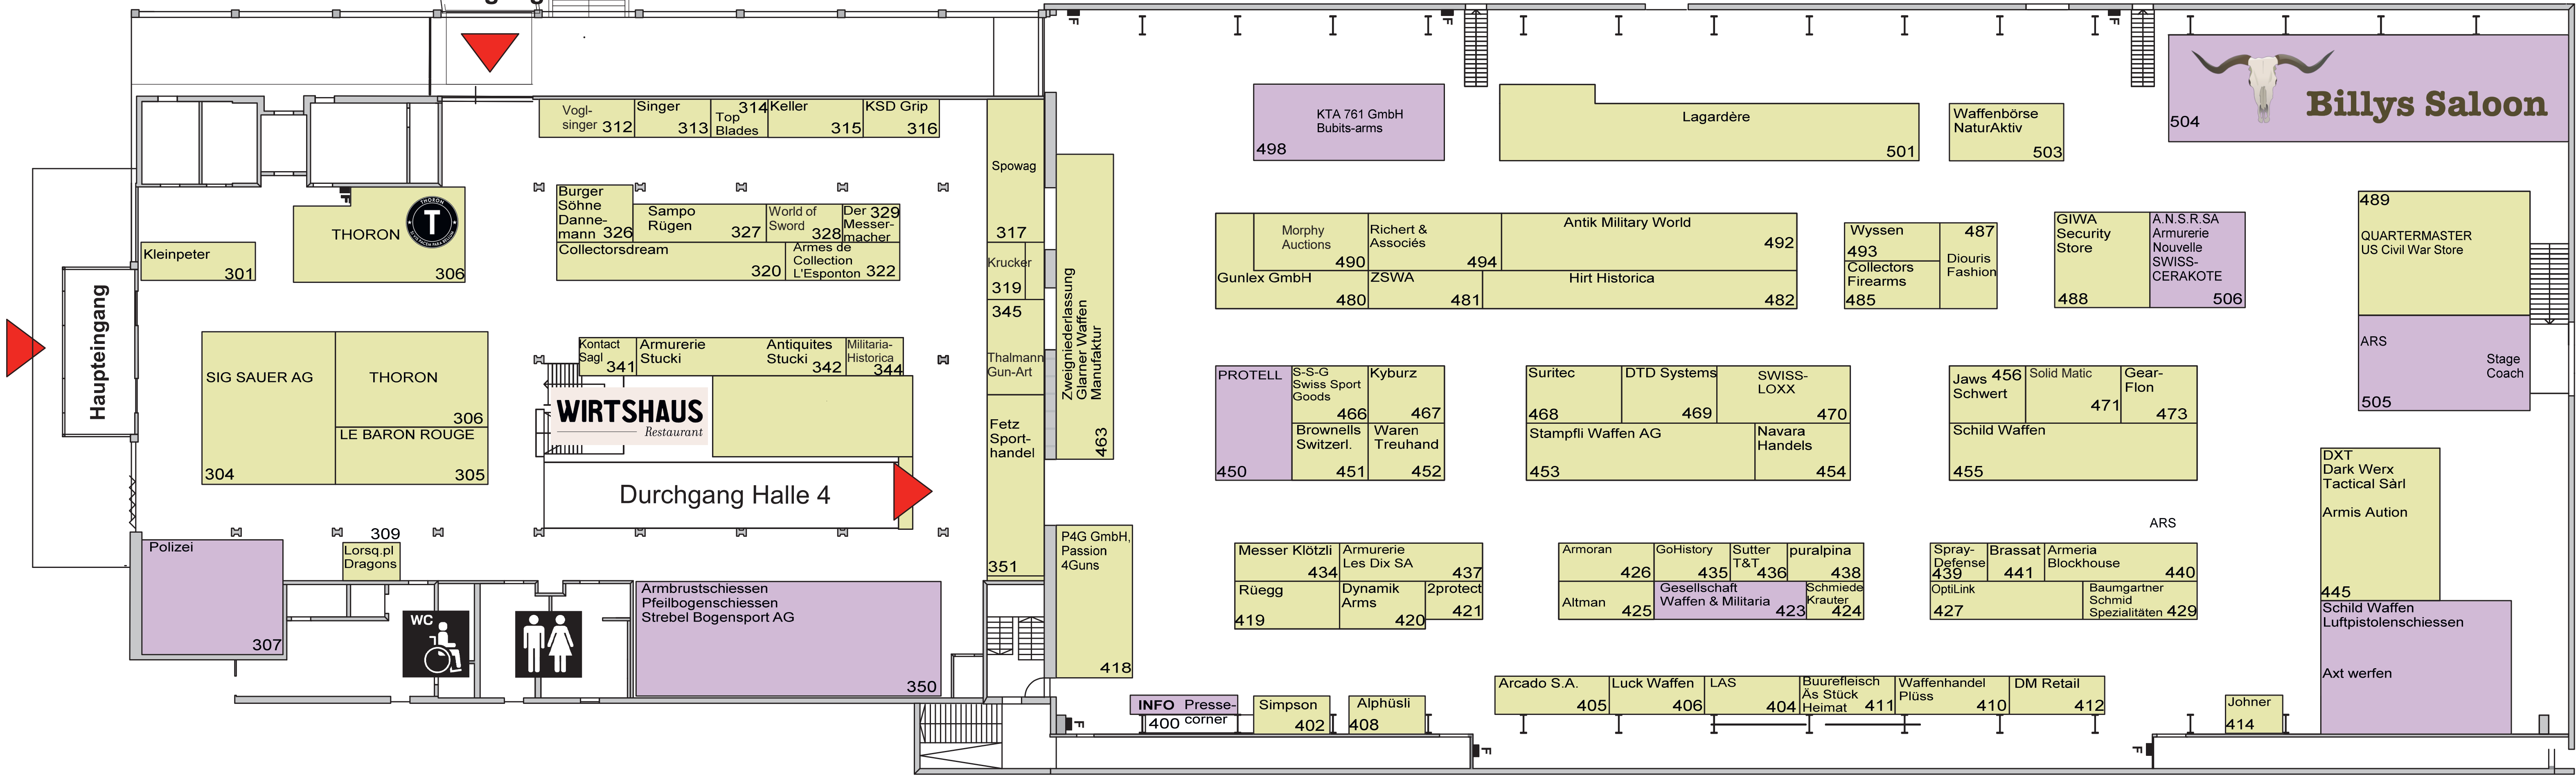 Vogl-
singer 312
Singer
313
314
Top
Blades
Keller
315
KSD Grip
316
THORON
T
THORON
306
Kleinpeter
301
Haupteingang
SIG SAUER AG
304
THORON
306
LE BARON ROUGE
305
309
Lorsq.pl
Dragons
Polizei
307
WC
Burger
Söhne
Danne-
mann 326
Sampo
Rügen
327
World of
Sword 328
Der 329
Messer-
macher
Collectorsdream
320
Armes de
Collection
L'Esponton 322
Kontact
Sagl
341
Armurerie
Stucki
Antiquites
Stucki 342
Militaria-
Historica
344
WIRTSHAUS
Restaurant
Durchgang Halle 4
Armbrustschiessen
Pfeilbogenschiessen
Strebel Bogensport AG
350
Spowag
317
Krucker
319
345
Thalmann
Gun-Art
Fetz
Sport-
handel
351
Zweigniederlassung
Glarner Waffen
Manufaktur
463
P4G GmbH,
Passion
4Guns
418
KTA 761 GmbH
Bubits-arms
498
Lagardère
501
Waffenbörse
NaturAktiv
503
Billys Saloon
504
Morphy
Auctions
490
Gunlex GmbH
480
Richert &
Associés
494
ZSWA
481
Antik Military World
492
Hirt Historica
482
Wyssen
493
Collectors
Firearms
485
487
Diouris
Fashion
GIWA
Security
Store
488
A.N.S.R.SA
Armurerie
Nouvelle
SWISS-
CERAKOTE
506
489
QUARTERMASTER
US Civil War Store
ARS
Stage
Coach
505
PROTELL
450
S-S-G
Swiss Sport
Goods
466
Kyburz
467
Brownells
Switzerl.
451
Waren
Treuhand
452
Suritec
468
DTD Systems
469
SWISS-
LOXX
470
Stampfli Waffen AG
453
Navara
Handels
454
Jaws 456
Schwert
Solid Matic
471
Gear-
Flon
473
Schild Waffen
455
DXT
Dark Werx
Tactical Sàrl
Armis Aution
445
ARS
Messer Klötzli
434
Armurerie
Les Dix SA
437
Rüegg
419
Dynamik
Arms
420
2protect
421
Armoran
426
GoHistory
435
Sutter
T&T
436
puralpina
438
Altman
425
Gesellschaft
Waffen & Militaria
423
Schmiede
Krauter
424
Spray-
Defense
439
Brassat
441
Armeria
Blockhouse
440
OptiLink
427
Baumgartner
Schmid
Spezialitäten 429
Schild Waffen
Luftpistolenschiessen
Axt werfen
INFO Presse-
corner
400
Simpson
402
Alphüsli
408
Arcado S.A.
405
Luck Waffen
406
LAS
404
Buurefleisch
Äs Stück
Heimat
411
Waffenhandel
Plüss
410
DM Retail
412
Johner
414